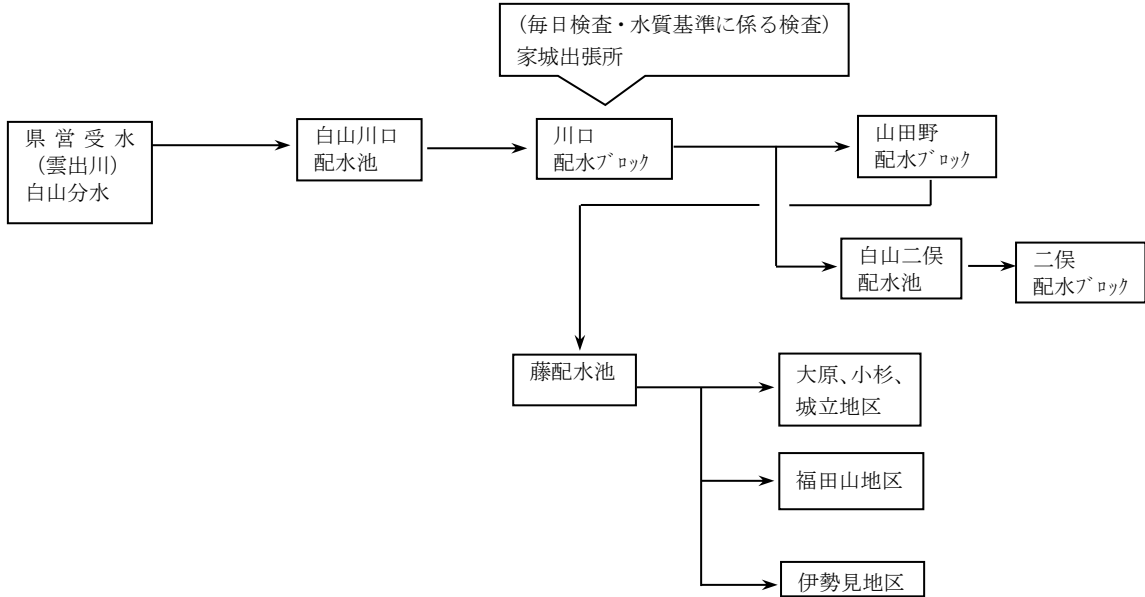 (毎日検査・水質基準に係る検査)
家城出張所
県営受水
(雲出川)
白山分水
白山川口
配水池
川口
配水ﾌﾞﾛｯｸ
山田野
配水ﾌﾞﾛｯｸ
白山二俣
配水池
二俣
配水ﾌﾞﾛｯｸ
藤配水池
大原、小杉、
城立地区
福田山地区
伊勢見地区